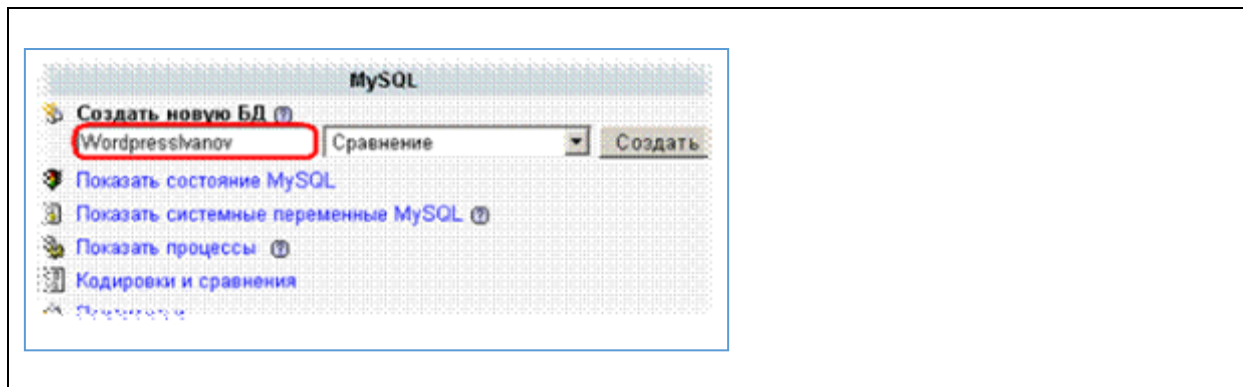 MySQL
Создать новую БД
WordpressIvanov Сравнение Создать
Показать состояние MySQL
Показать системные переменные MySQL
Показать процессы
Кодировки и сравнения